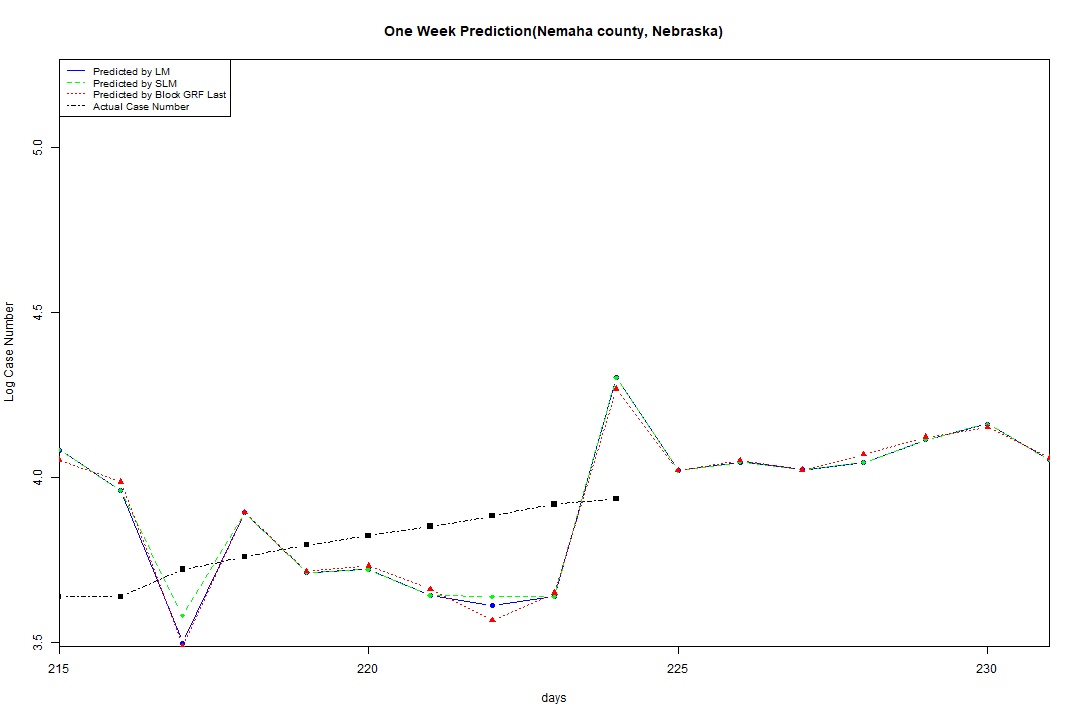 One Week Prediction(Nemaha county, Nebraska)
Predicted by LM
Predicted by SLM
Predicted by Block GRF Last
Actual Case Number
5.0
4.5
4.0
3.5
Log Case Number
215
220
225
230
days